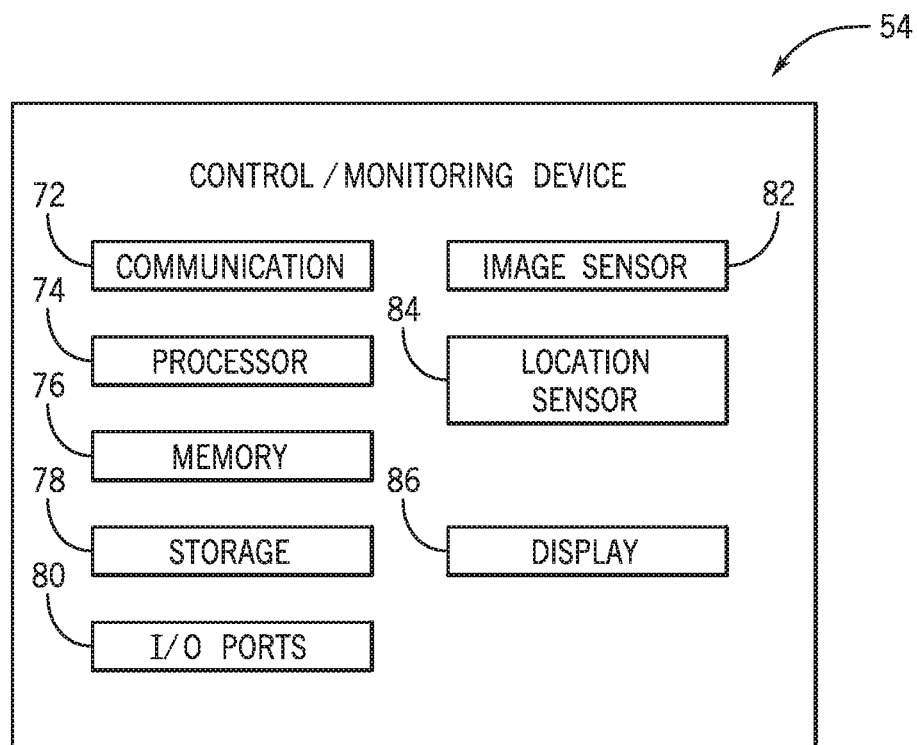 54
CONTROL / MONITORING DEVICE
72
COMMUNICATION
82
IMAGE SENSOR
74
PROCESSOR
84
LOCATION
SENSOR
76
MEMORY
78
STORAGE
86
DISPLAY
80
I/O PORTS